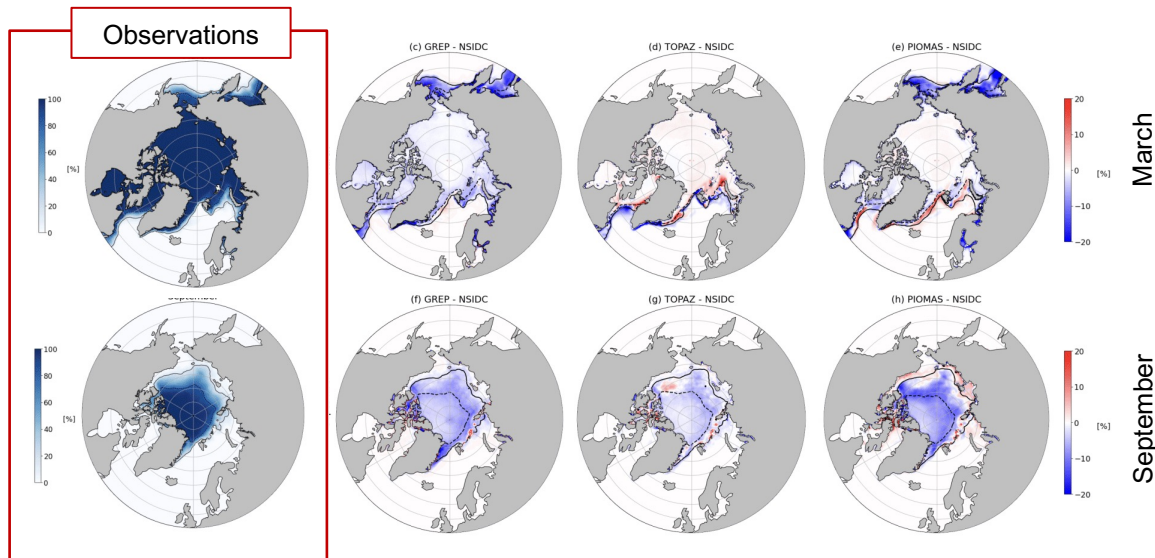 Observations
(c) GREP - NSIDC
(d) TOPAZ - NSIDC
(e) PIOMAS - NSIDC
100
80
60
40
20
0
[%]
20
10
0
−10
−20
[%]
March
September
(f) GREP - NSIDC
(g) TOPAZ - NSIDC
(h) PIOMAS - NSIDC
100
80
60
40
20
0
[%]
20
10
0
−10
−20
[%]
September